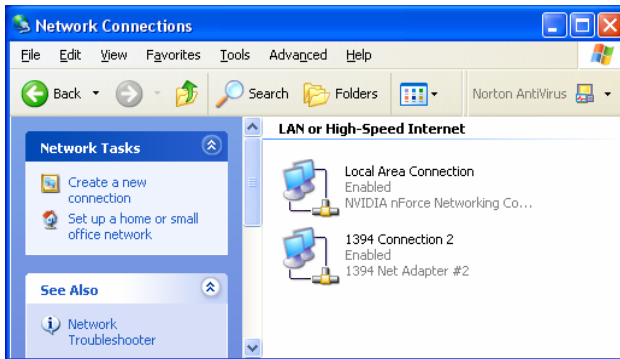 Network Connections
File Edit View Favorites Tools Advanced Help
Back Search Folders Norton AntiVirus
Network Tasks
Create a new
connection
Set up a home or small
office network
See Also
Network
Troubleshooter
LAN or High-Speed Internet
Local Area Connection
Enabled
NVIDIA nForce Networking Co...
1394 Connection 2
Enabled
1394 Net Adapter #2